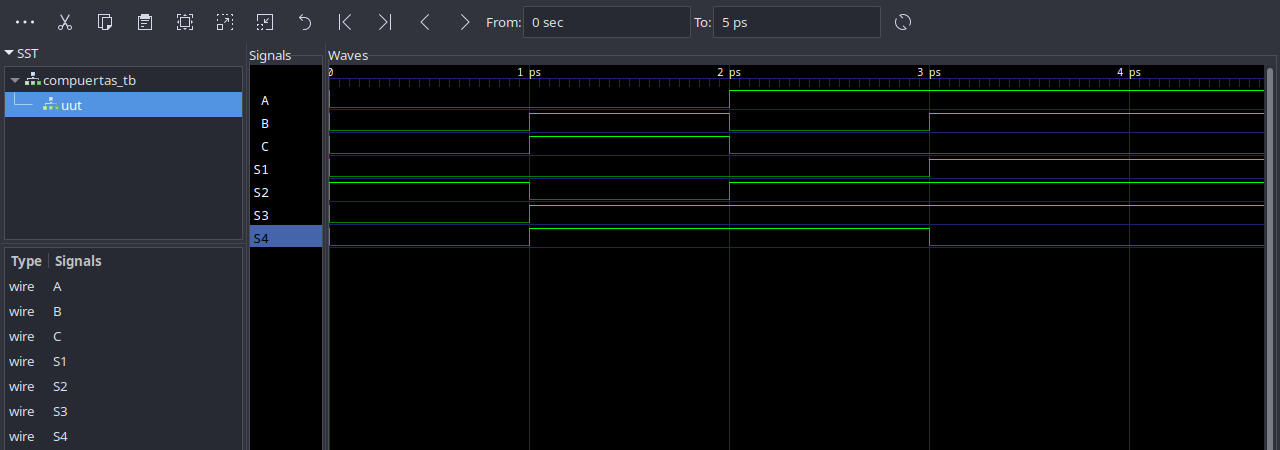 From: 0 sec To: 5 ps
SST
compuertas_tb
uut
Type Signals
wire A
wire B
wire C
wire S1
wire S2
wire S3
wire S4
Signals
A
B
C
S1
S2
S3
S4
Waves
0 1 ps 2 ps 3 ps 4 ps